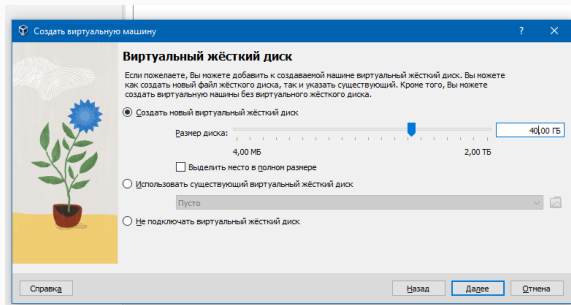 Создать виртуальную машину
Виртуальный жёсткий диск
Если пожелаете, Вы можете добавить к создаваемой машине виртуальный жёсткий диск. Вы можете
как создать новый файл жёсткого диска, так и указать существующий. Кроме того, Вы можете
создать виртуальную машины без виртуального жёсткого диска.
Создать новый виртуальный жёсткий диск
Размер диска:
40,00 ГБ
4,00 МБ
2,00 ТБ
Выделить место в полном размере
Использовать существующий виртуальный жёсткий диск
Пусто
Не подключать виртуальный жёсткий диск
Справка
Назад
Далее
Отмена